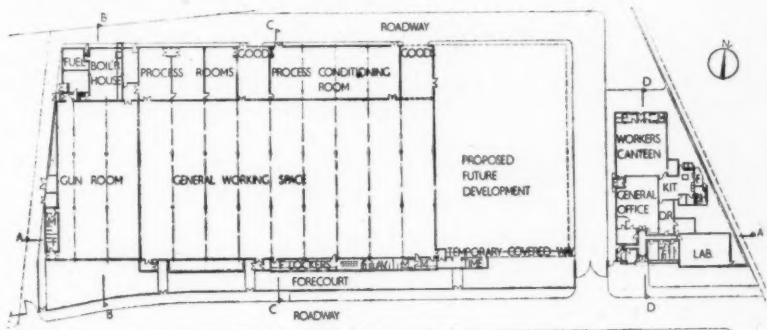 ROADWAY
B
C
N
FUEL
BOIL'R
HOUSE
PROCESS ROOMS
GOODS
PROCESS CONDITIONING
ROOM
GOODS
D
WORKERS
CANTEEN
GUN ROOM
GENERAL WORKING SPACE
PROPOSED
FUTURE
DEVELOPMENT
KIT
GENERAL
OFFICE
DR
A
A
LAB.
LOCKERS
LAV
TEMPORARY COVERED WAY
TIME
FORECOURT
B
C
D
ROADWAY